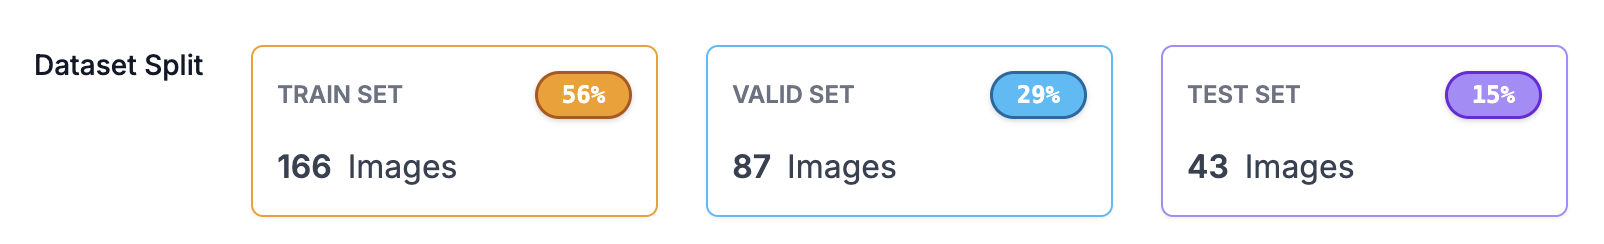 Dataset Split
TRAIN SET 56%
166 Images
VALID SET 29%
87 Images
TEST SET 15%
43 Images